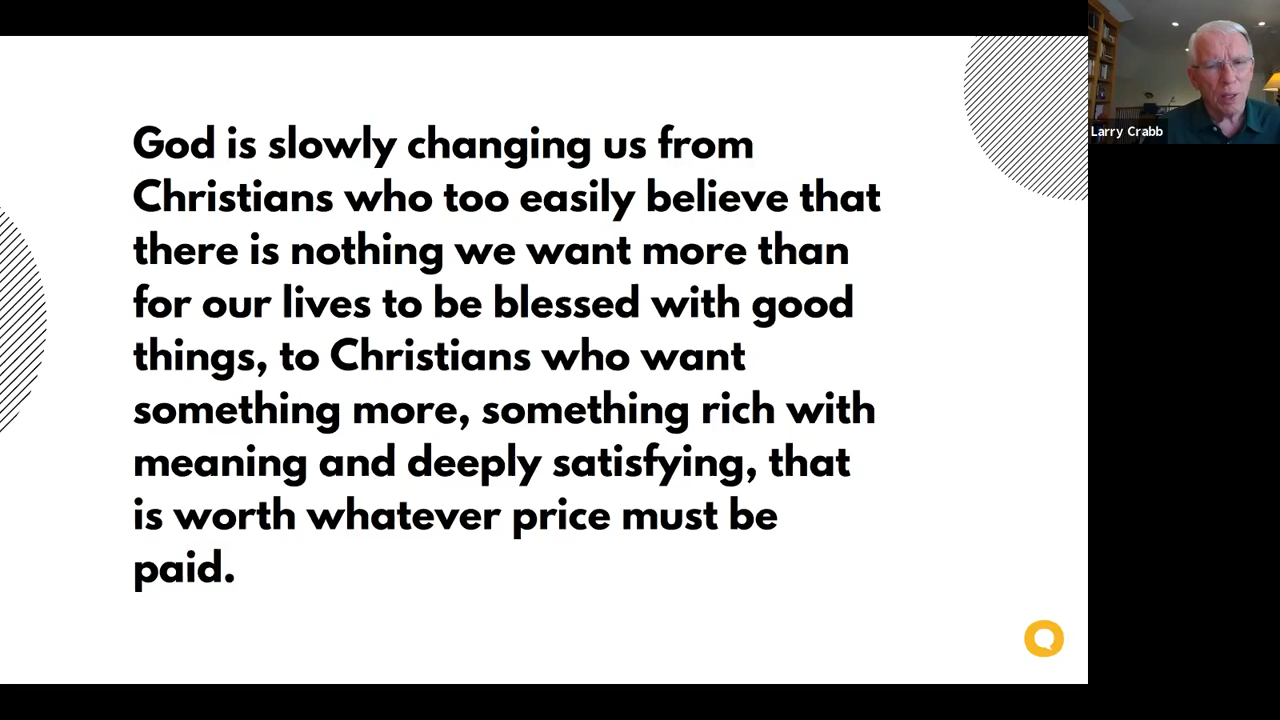 God is slowly changing us from
Christians who too easily believe that
there is nothing we want more than
for our lives to be blessed with good
things, to Christians who want
something more, something rich with
meaning and deeply satisfying, that
is worth whatever price must be
paid.
Larry Crabb